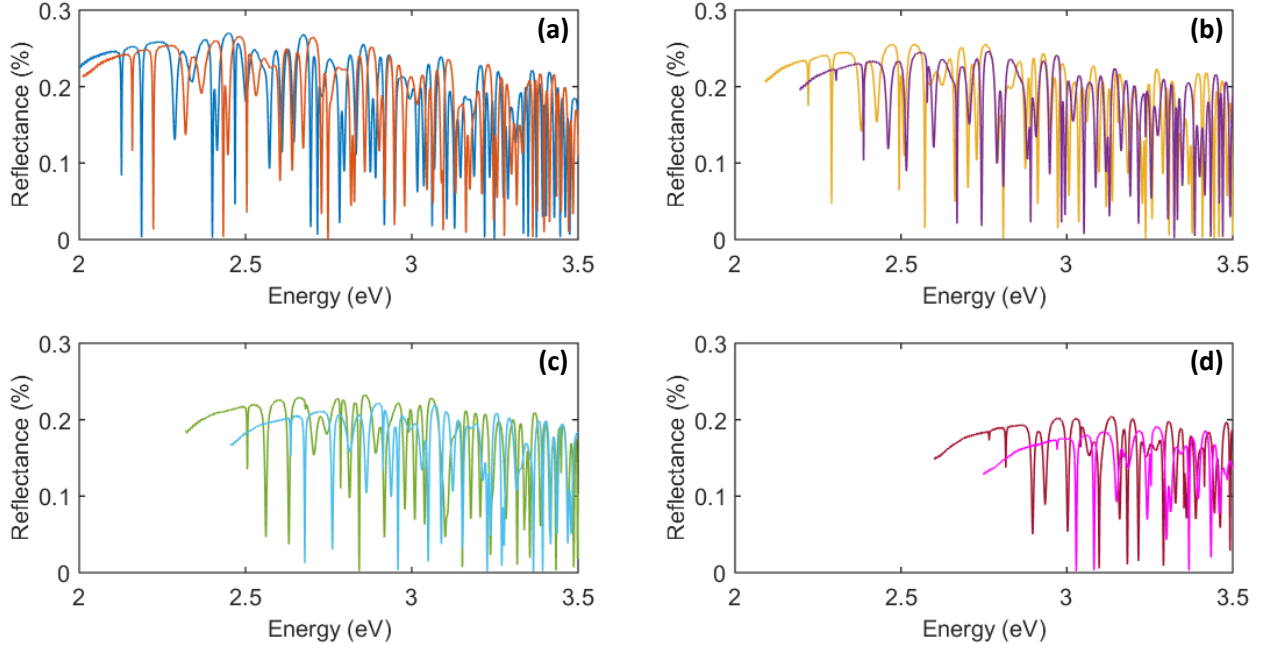 (a)
Reflectance (%)
0.3
0.2
0.1
0
2
2.5
3
3.5
Energy (eV)
(b)
Reflectance (%)
0.3
0.2
0.1
0
2
2.5
3
3.5
Energy (eV)
(c)
Reflectance (%)
0.3
0.2
0.1
0
2
2.5
3
3.5
Energy (eV)
(d)
Reflectance (%)
0.3
0.2
0.1
0
2
2.5
3
3.5
Energy (eV)